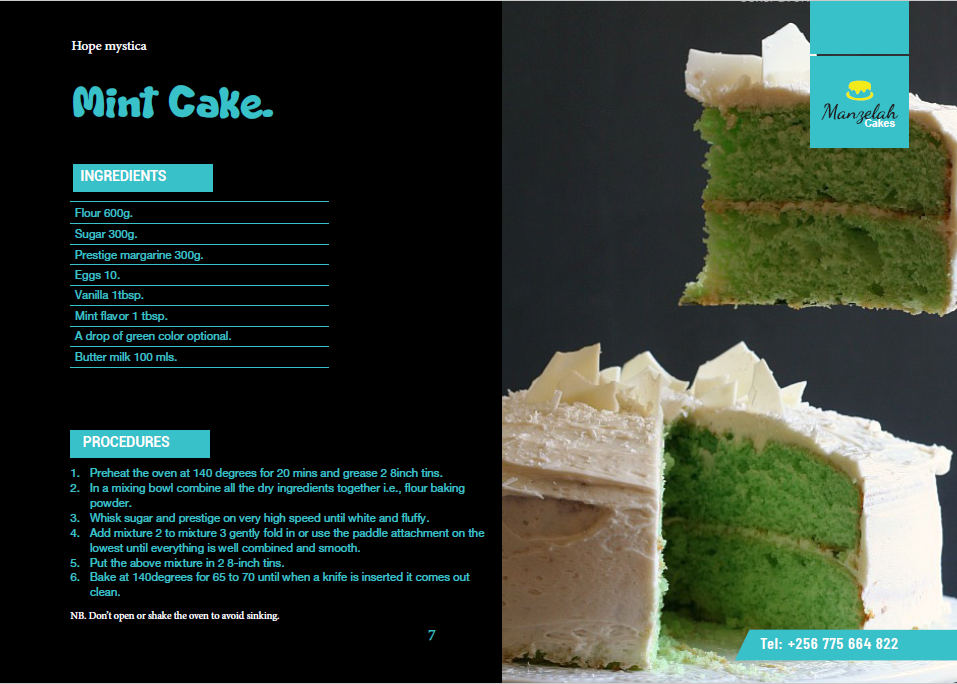 Hope mystica
Mint Cake.
INGREDIENTS
Flour 600g.
Sugar 300g.
Prestige margarine 300g.
Eggs 10.
Vanilla 1tbsp.
Mint flavor 1 tbsp.
A drop of green color optional.
Butter milk 100 mls.
PROCEDURES
1. Preheat the oven at 140 degrees for 20 mins and grease 2 8inch tins.
2. In a mixing bowl combine all the dry ingredients together i.e., flour baking
powder.
3. Whisk sugar and prestige on very high speed until white and fluffy.
4. Add mixture 2 to mixture 3 gently fold in or use the paddle attachment on the
lowest until everything is well combined and smooth.
5. Put the above mixture in 2 8-inch tins.
6. Bake at 140degrees for 65 to 70 until when a knife is inserted it comes out
clean.
NB. Don't open or shake the oven to avoid sinking.
7
Manzelah
Cakes
Tel: +256 775 664 822